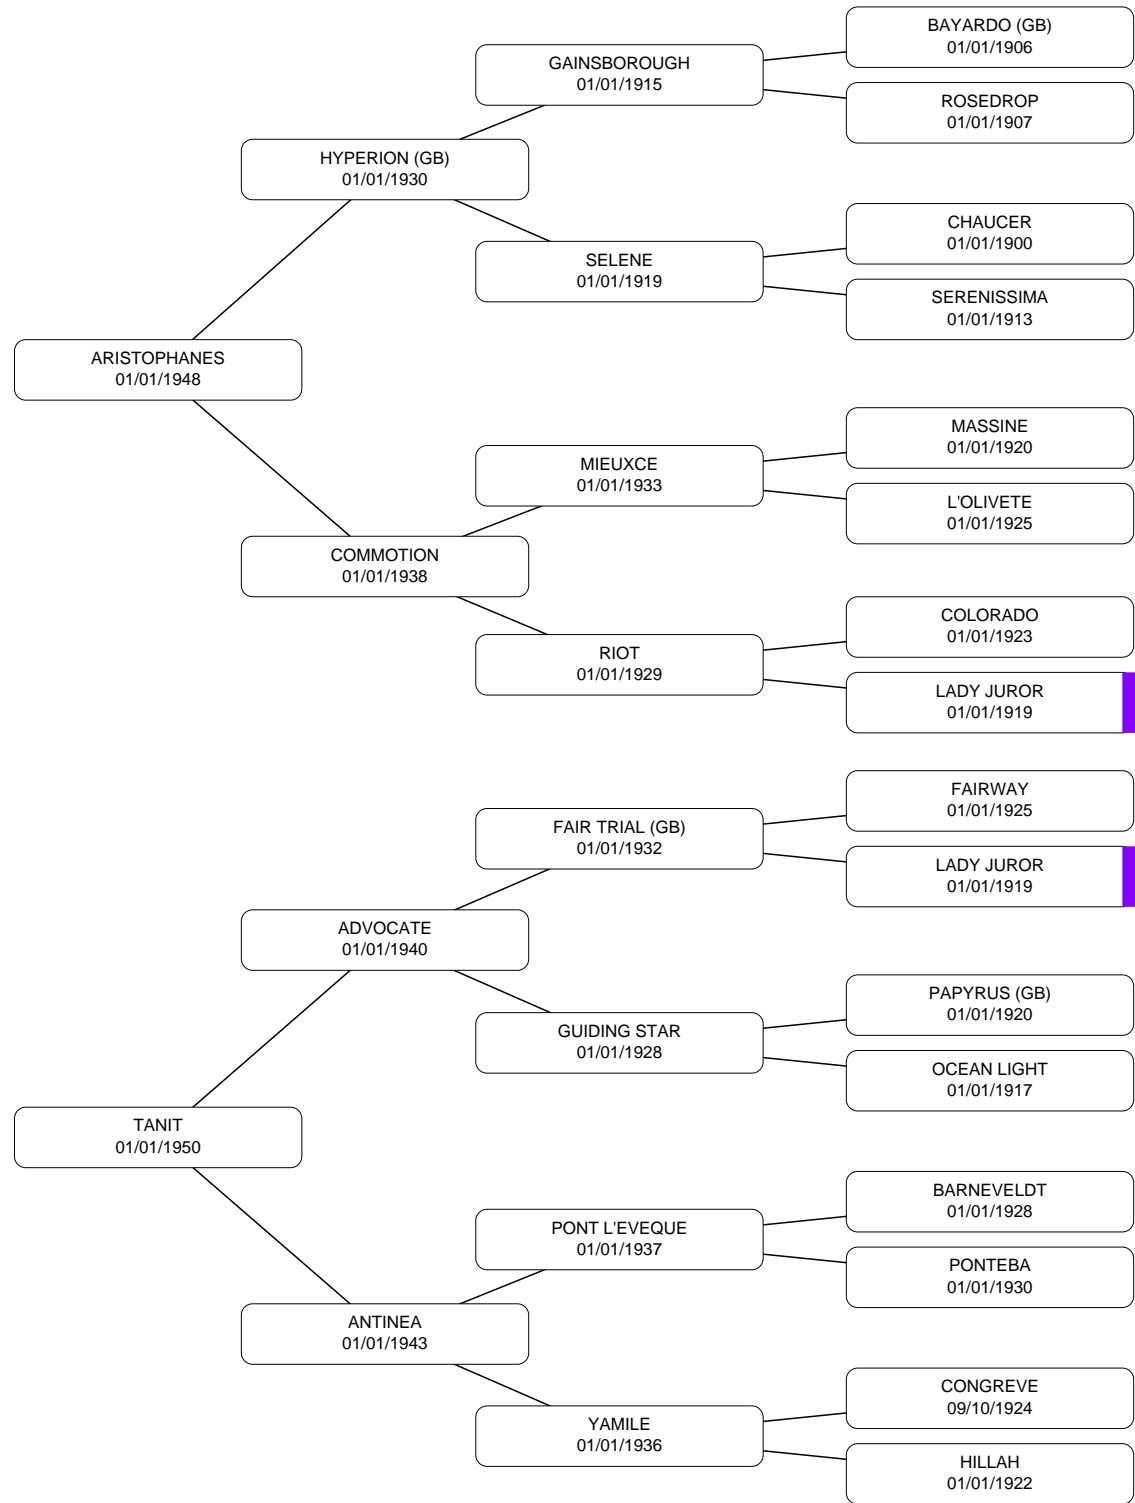 BAYARDO (GB)
01/01/1906
GAINSBOROUGH
01/01/1915
ROSEDROP
01/01/1907
HYPERION (GB)
01/01/1930
CHAUCER
01/01/1900
SELENE
01/01/1919
SERENISSIMA
01/01/1913
ARISTOPHANES
01/01/1948
MASSINE
01/01/1920
MIEUXCE
01/01/1933
L'OLIVETE
01/01/1925
COMMOTION
01/01/1938
COLORADO
01/01/1923
RIOT
01/01/1929
LADY JUROR
01/01/1919
FAIRWAY
01/01/1925
FAIR TRIAL (GB)
01/01/1932
LADY JUROR
01/01/1919
ADVOCATE
01/01/1940
PAPYRUS (GB)
01/01/1920
GUIDING STAR
01/01/1928
OCEAN LIGHT
01/01/1917
TANIT
01/01/1950
BARNEVELDT
01/01/1928
PONT L'EVEQUE
01/01/1937
PONTEBA
01/01/1930
ANTINEA
01/01/1943
CONGREVE
09/10/1924
YAMILE
01/01/1936
HILLAH
01/01/1922